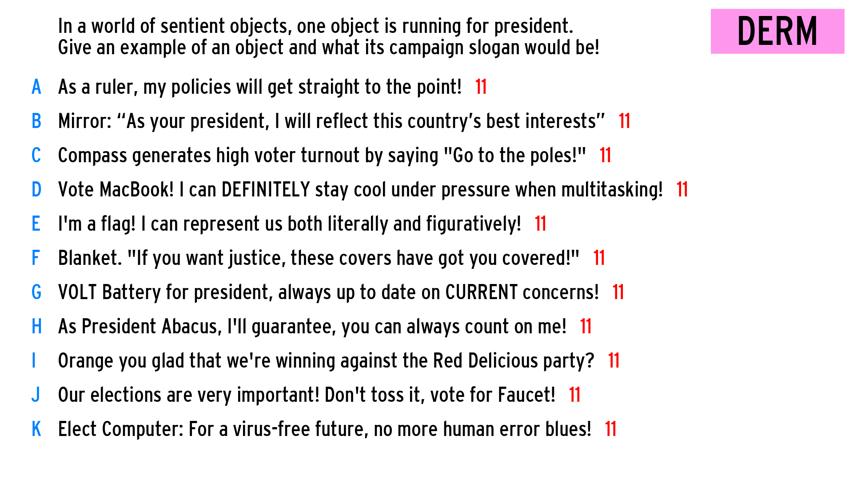 In a world of sentient objects, one object is running for president.
Give an example of an object and what its campaign slogan would be!
DERM
A As a ruler, my policies will get straight to the point! 11
B Mirror: “As your president, I will reflect this country’s best interests” 11
C Compass generates high voter turnout by saying "Go to the poles!" 11
D Vote MacBook! I can DEFINITELY stay cool under pressure when multitasking! 11
E I'm a flag! I can represent us both literally and figuratively! 11
F Blanket. "If you want justice, these covers have got you covered!" 11
G VOLT Battery for president, always up to date on CURRENT concerns! 11
H As President Abacus, I'll guarantee, you can always count on me! 11
I Orange you glad that we're winning against the Red Delicious party? 11
J Our elections are very important! Don't toss it, vote for Faucet! 11
K Elect Computer: For a virus-free future, no more human error blues! 11